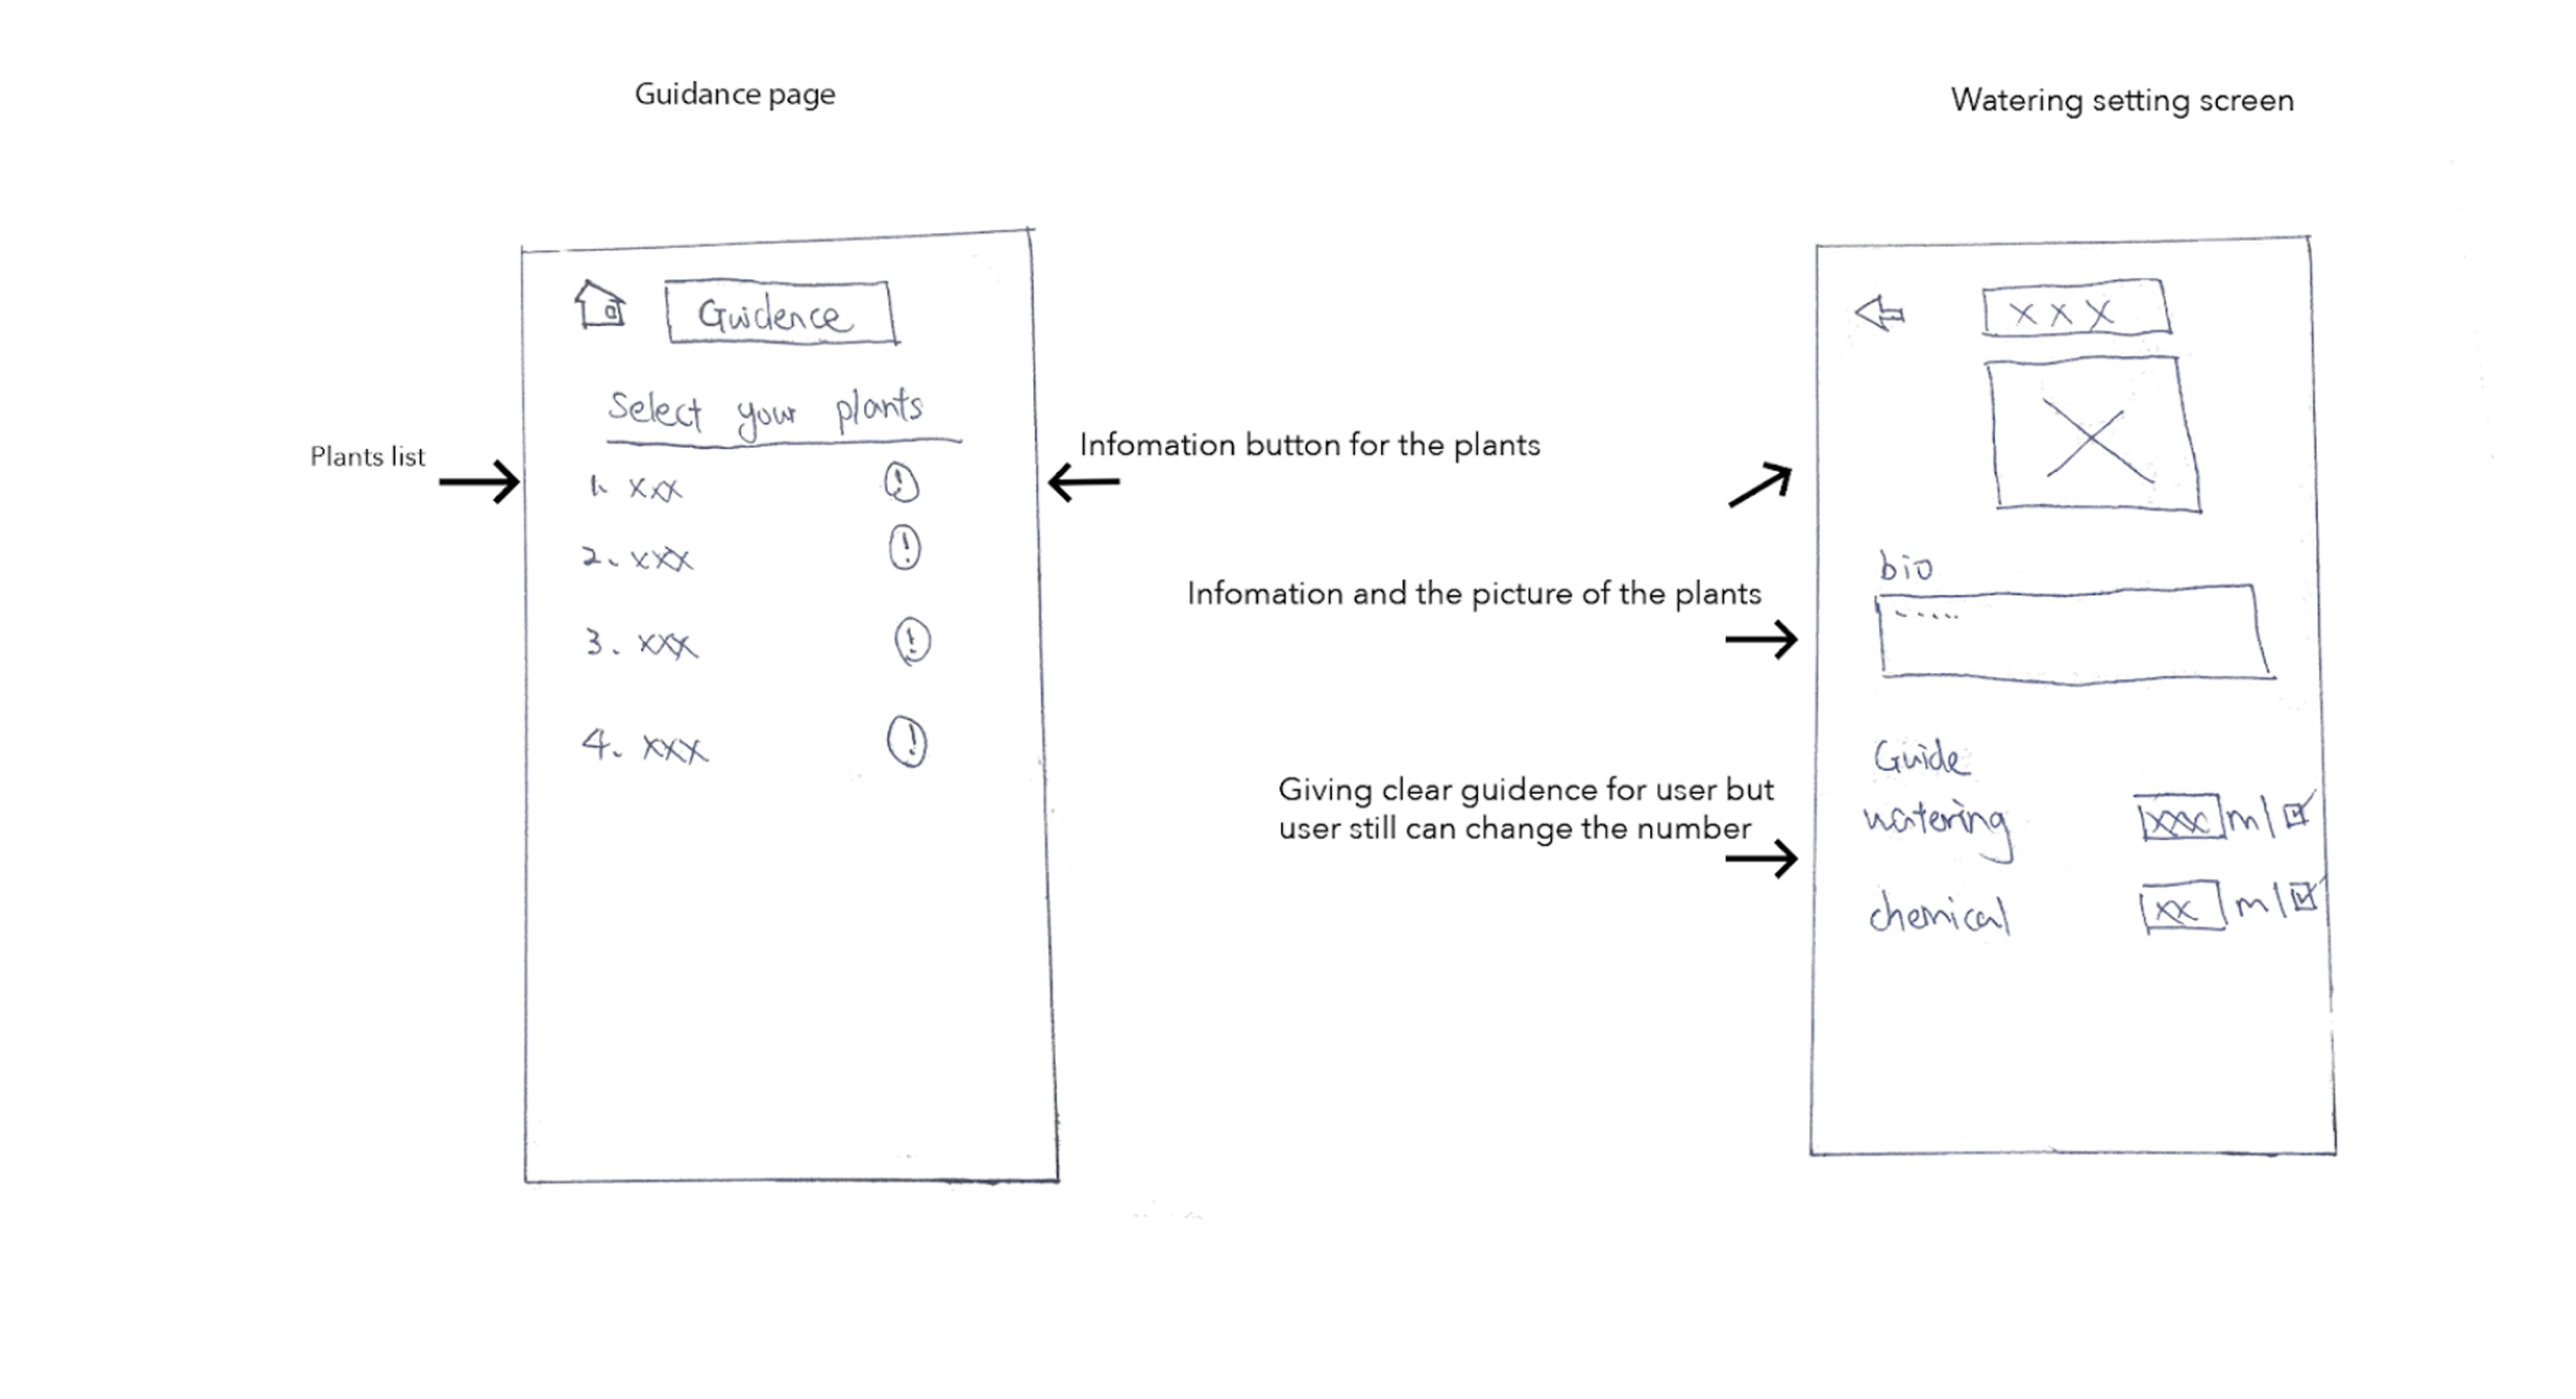 Guidance page
Watering setting screen
Guidence
Select your plants
Plants list
1. xxx
2. xxx
3. xxx
4. xxx
Infomation button for the plants
Infomation and the picture of the plants
Giving clear guidence for user but
user still can change the number
X X X
bio
.....
Guide
watering xxx ml
chemical xx ml